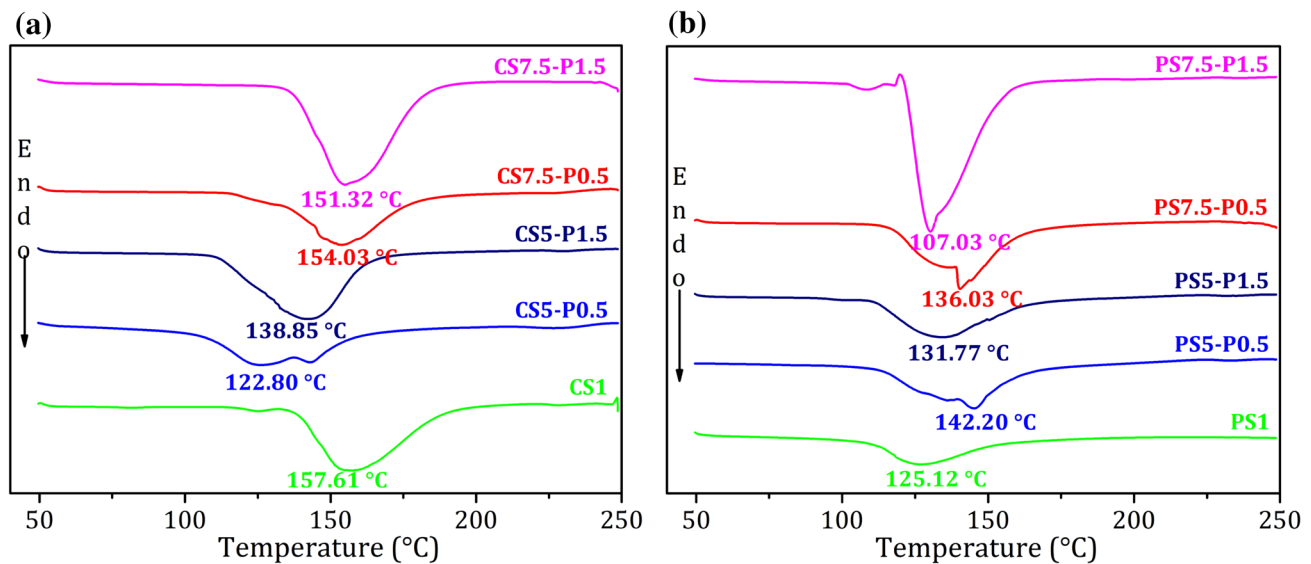 (a)
CS7.5-P1.5
151.32 °C
CS7.5-P0.5
154.03 °C
CS5-P1.5
138.85 °C
CS5-P0.5
122.80 °C
CS1
157.61 °C
Endo
50 100 150 200 250
Temperature (°C)
(b)
PS7.5-P1.5
107.03 °C
PS7.5-P0.5
136.03 °C
PS5-P1.5
131.77 °C
PS5-P0.5
142.20 °C
PS1
125.12 °C
Endo
50 100 150 200 250
Temperature (°C)